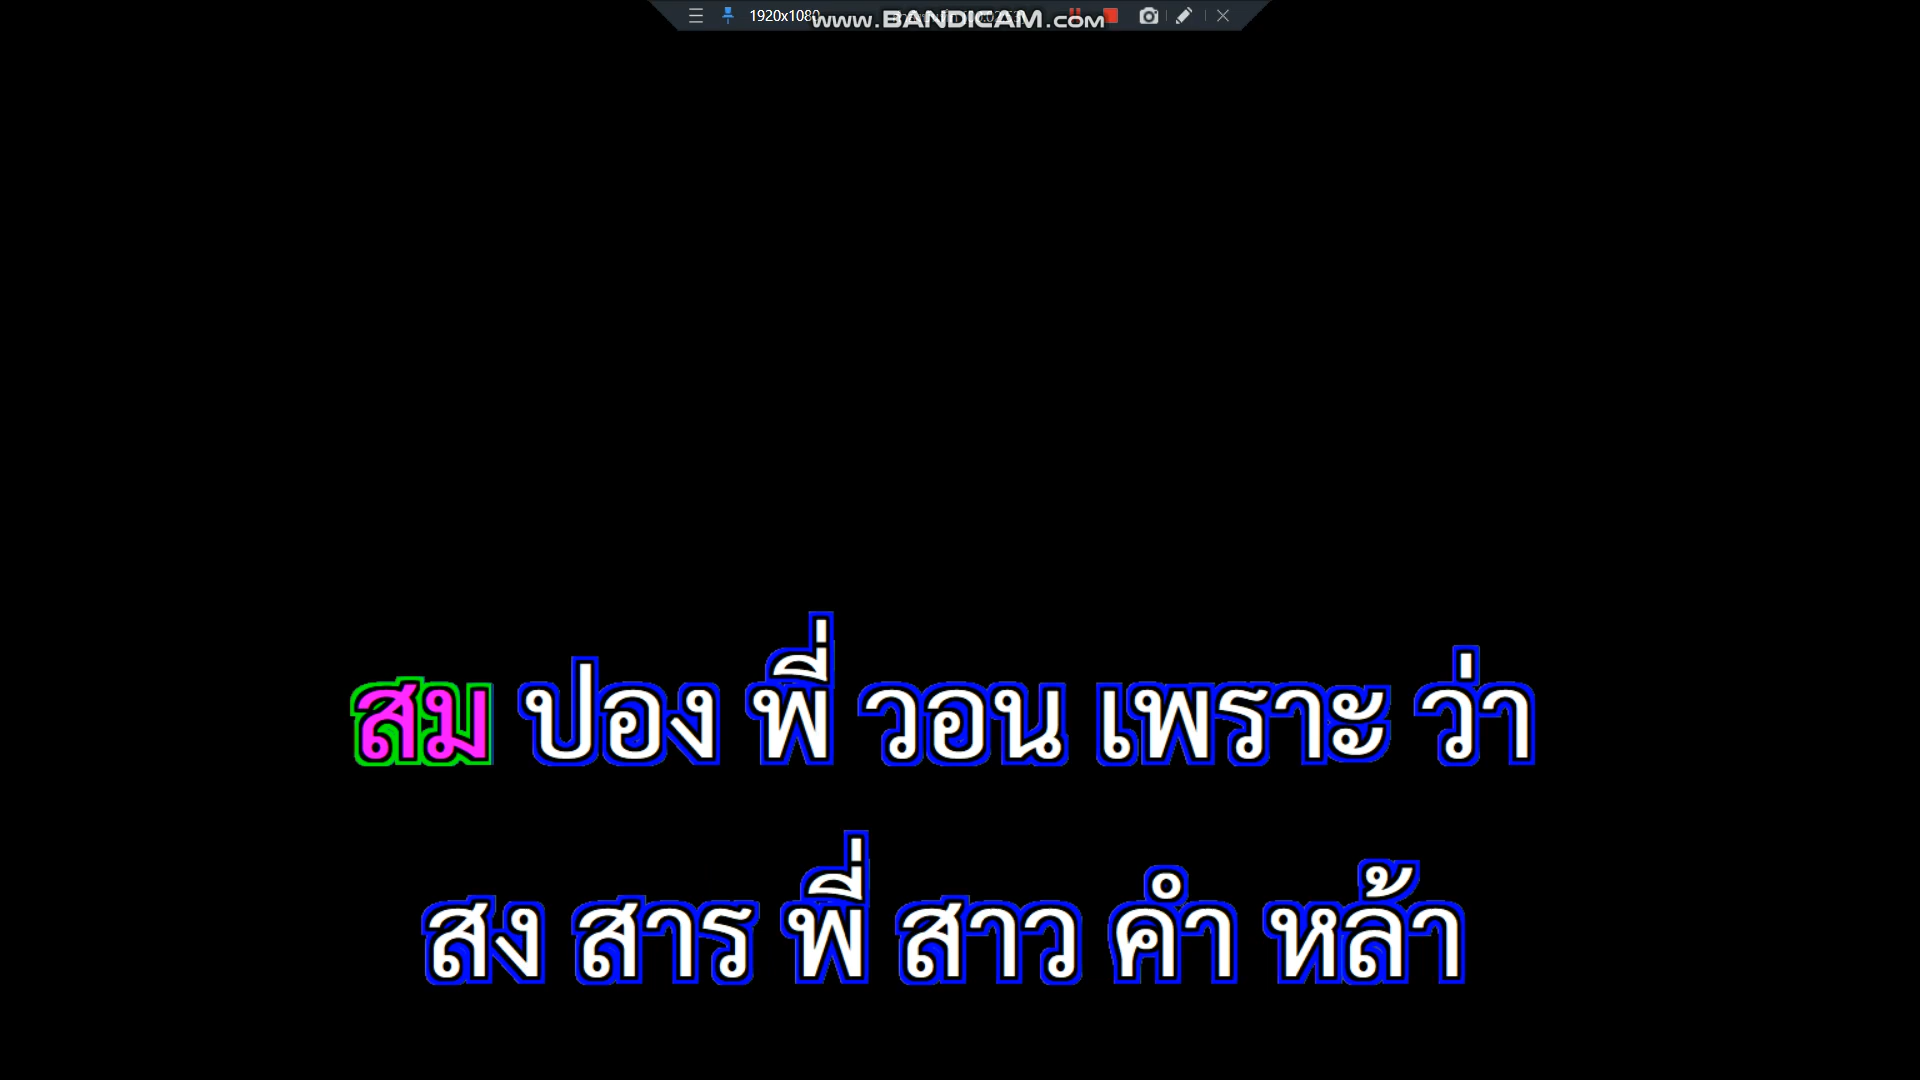 1920x1080
www.BANDICAM.com
สม ปอง พี่ วอน เพราะ ว่า
สง สาร พี่ สาว คำ หล้า